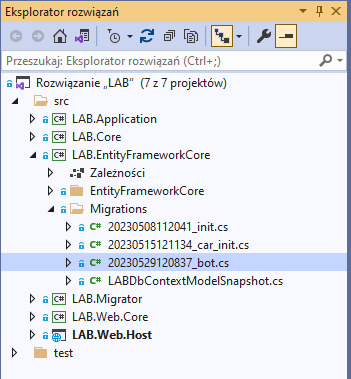 Eksplorator rozwiązań
Przeszukaj: Eksplorator rozwiązań (Ctrl+;)
Rozwiązanie „LAB” (7 z 7 projektów)
src
LAB.Application
LAB.Core
LAB.EntityFrameworkCore
Zależności
EntityFrameworkCore
Migrations
C# 20230508112041_init.cs
C# 20230515121134_car_init.cs
C# 20230529120837_bot.cs
C# LABDbContextModelSnapshot.cs
LAB.Migrator
LAB.Web.Core
LAB.Web.Host
test